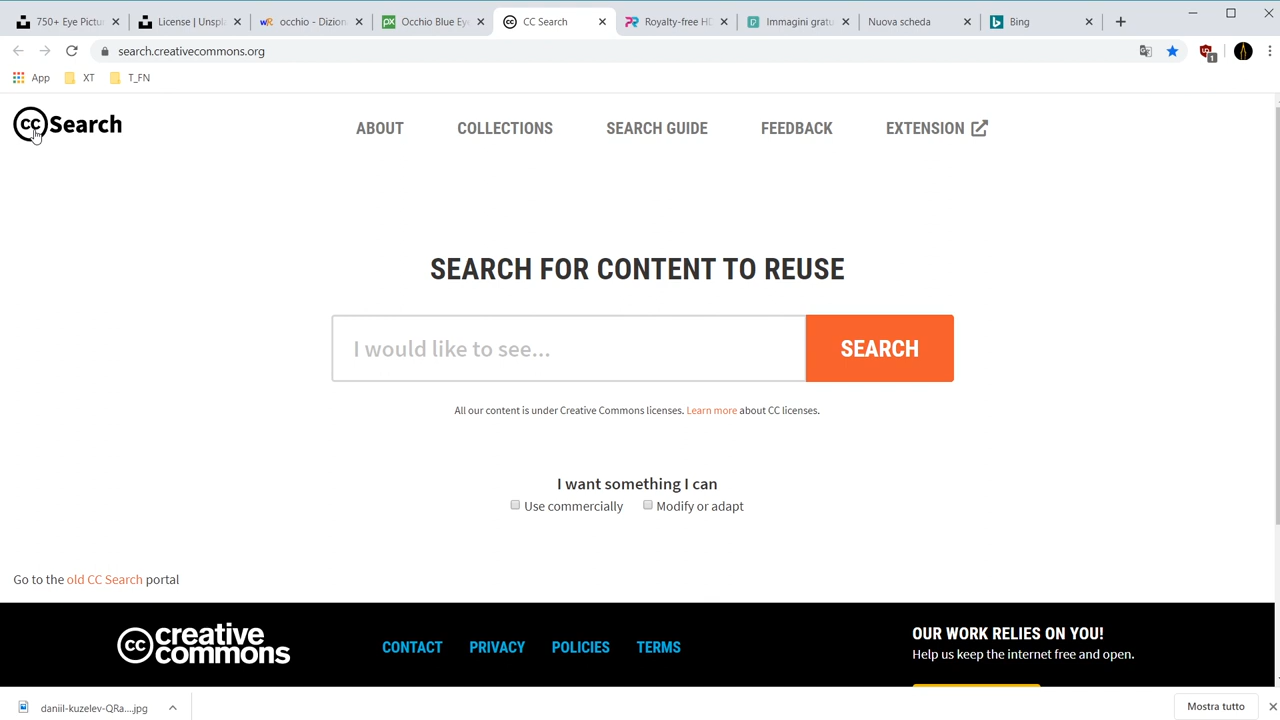 750+ Eye Pictur
License | Unspl
occhio - Dizion
Occhio Blue Ey
CC Search
Royalty-free H
Immagini gratu
Nuova scheda
Bing
search.creativecommons.org
1
App
XT
T_FN
cc Search
ABOUT
COLLECTIONS
SEARCH GUIDE
FEEDBACK
EXTENSION
SEARCH FOR CONTENT TO REUSE
I would like to see...
SEARCH
All our content is under Creative Commons licenses. Learn more about CC licenses.
I want something I can
Use commercially
Modify or adapt
Go to the old CC Search portal
cc creative commons
CONTACT
PRIVACY
POLICIES
TERMS
OUR WORK RELIES ON YOU!
Help us keep the internet free and open.
daniil-kuzelev-QRa....jpg
Mostra tutto